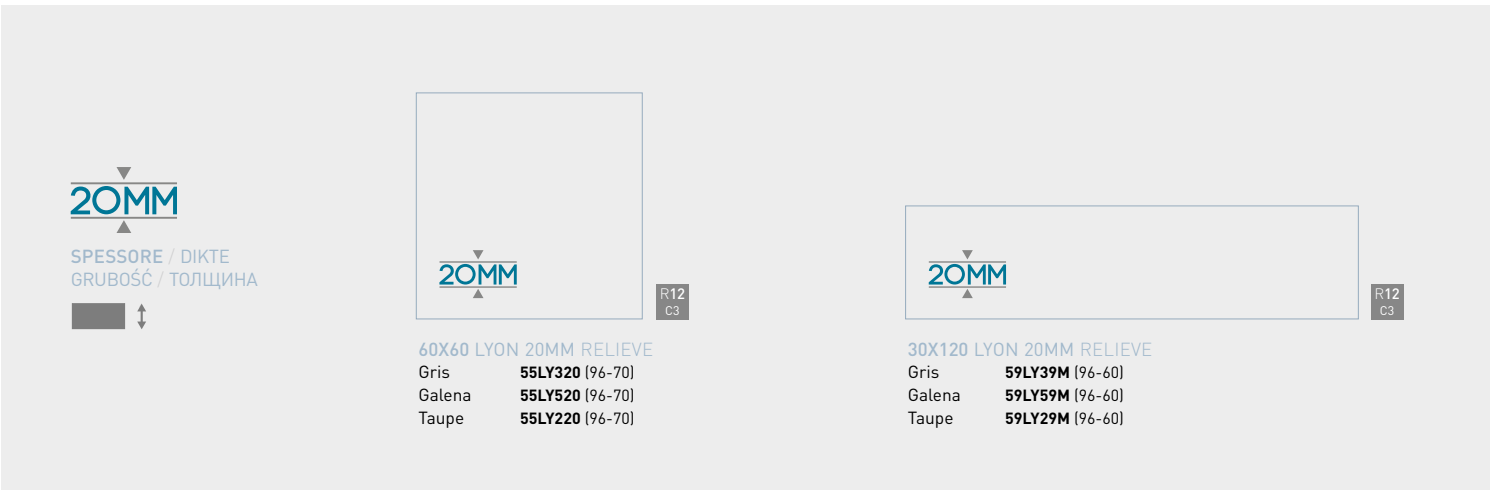 20MM
SPESSORE / DIKTE
GRUBOŚĆ / ТОЛЩИНА
20MM
R12
C3
60X60 LYON 20MM RELIEVE
Gris 55LY320 (96-70)
Galena 55LY520 (96-70)
Taupe 55LY220 (96-70)
20MM
R12
C3
30X120 LYON 20MM RELIEVE
Gris 59LY39M (96-60)
Galena 59LY59M (96-60)
Taupe 59LY29M (96-60)